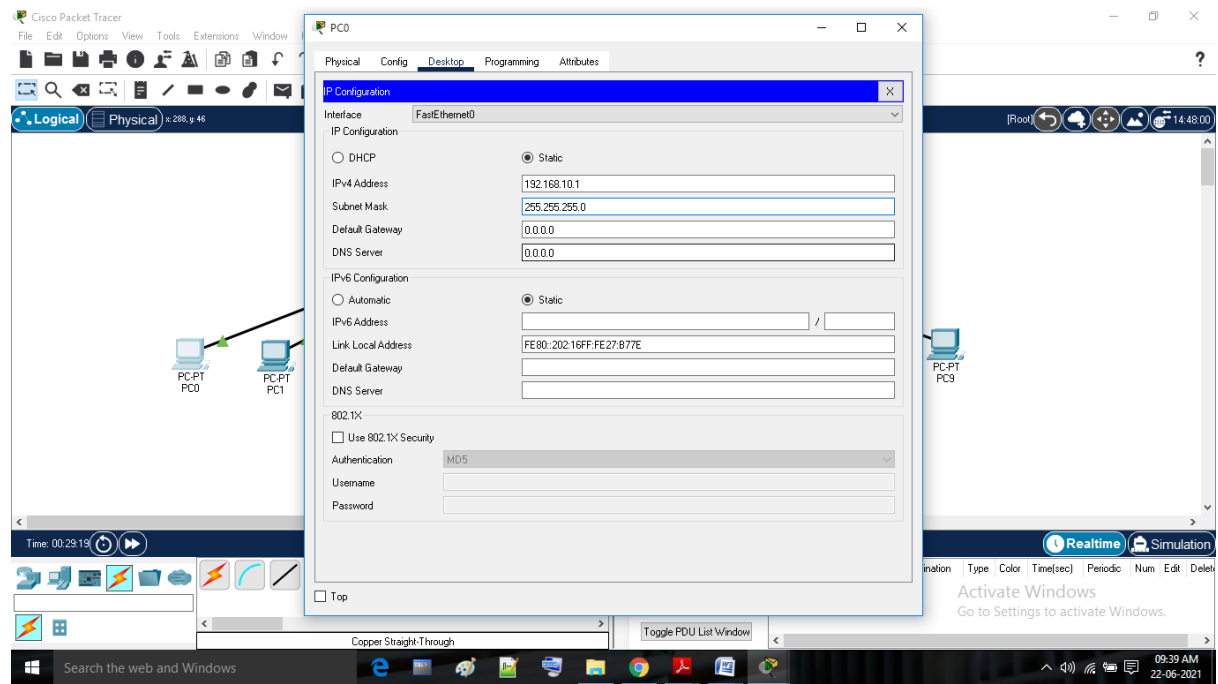 Cisco Packet Tracer
File Edit Options View Tools Extensions Window
?
Logical Physical x: 288, y: 46
[Root] 14:48:00
PC-PT
PC0
PC-PT
PC1
PC-PT
PC9
PC0
Physical Config Desktop Programming Attributes
IP Configuration X
Interface FastEthernet0
IP Configuration
DHCP Static
IPv4 Address 192.168.10.1
Subnet Mask 255.255.255.0
Default Gateway 0.0.0.0
DNS Server 0.0.0.0
IPv6 Configuration
Automatic Static
IPv6 Address /
Link Local Address FE80::202:16FF:FE27:B77E
Default Gateway
DNS Server
802.1X
Use 802.1X Security
Authentication MD5
Username
Password
Top
Time: 00:29:19
Realtime Simulation
ination Type Color Time(sec) Periodic Num Edit Delet
Activate Windows
Go to Settings to activate Windows.
Copper Straight-Through
Toggle PDU List Window
Search the web and Windows
09:39 AM
22-06-2021